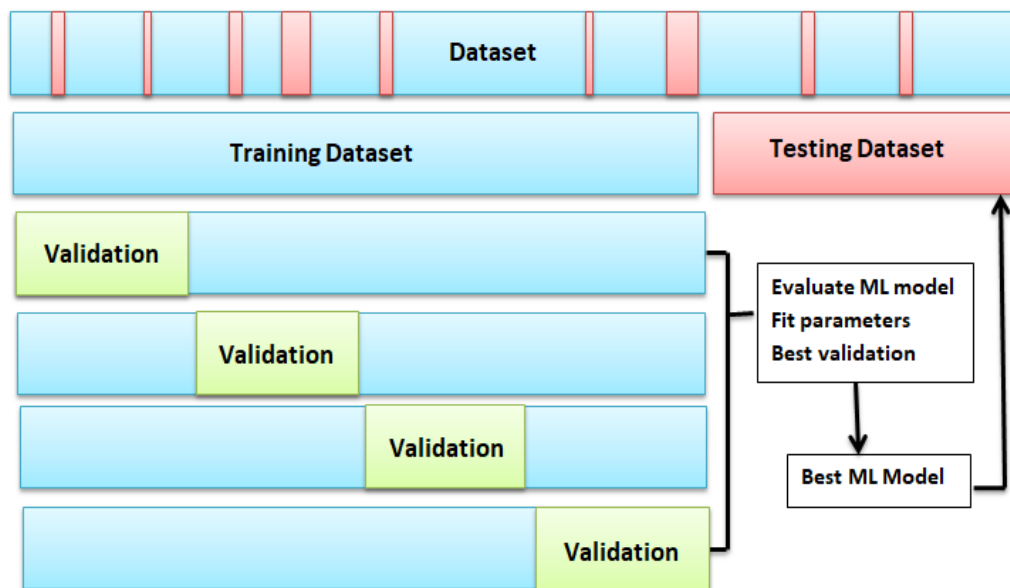 Dataset
Training Dataset
Testing Dataset
Validation
Validation
Validation
Validation
Evaluate ML model
Fit parameters
Best validation
Best ML Model